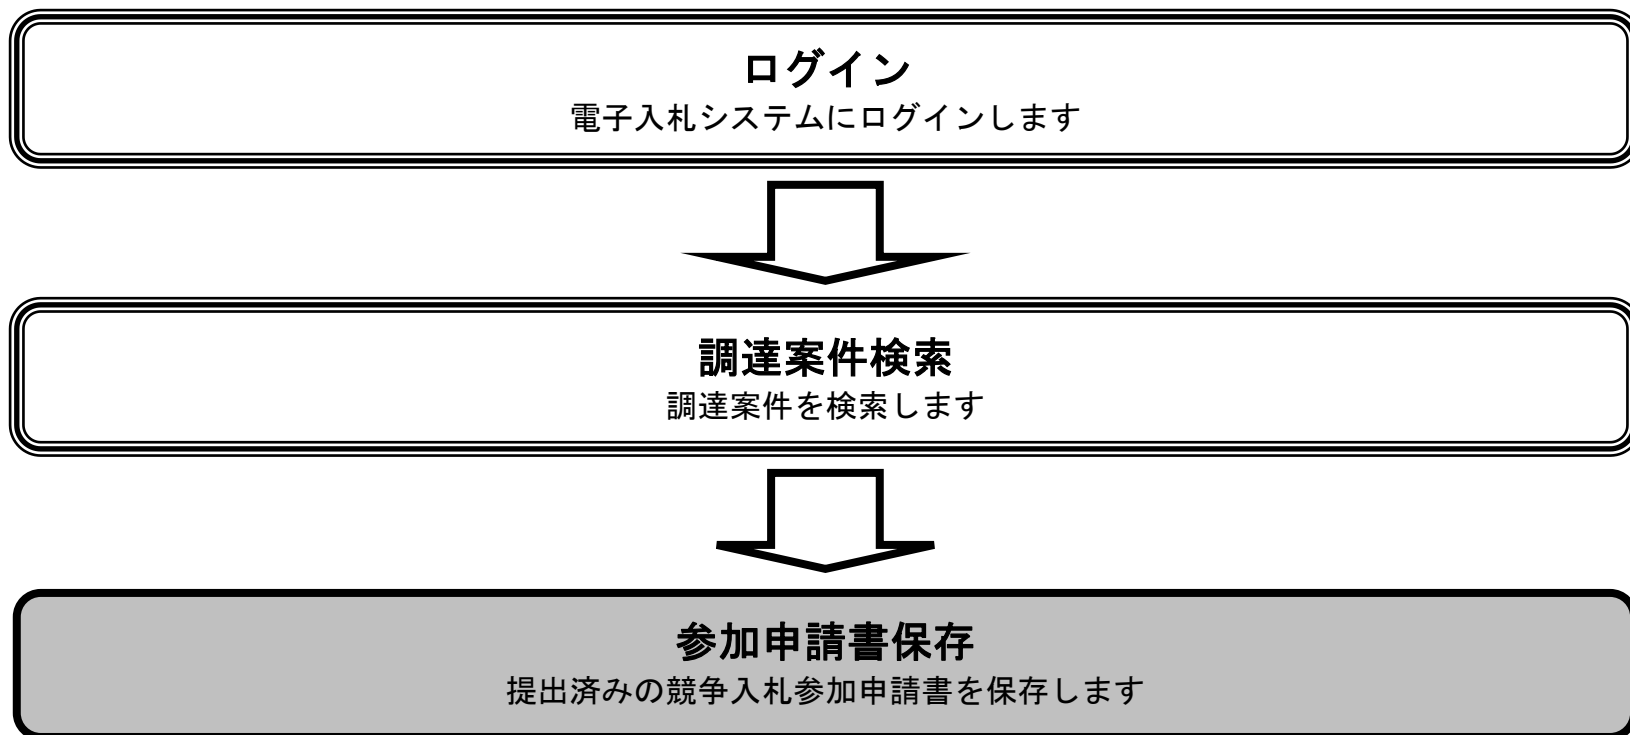 ログイン
電子入札システムにログインします
調達案件検索
調達案件を検索します
参加申請書保存
提出済みの競争入札参加申請書を保存します